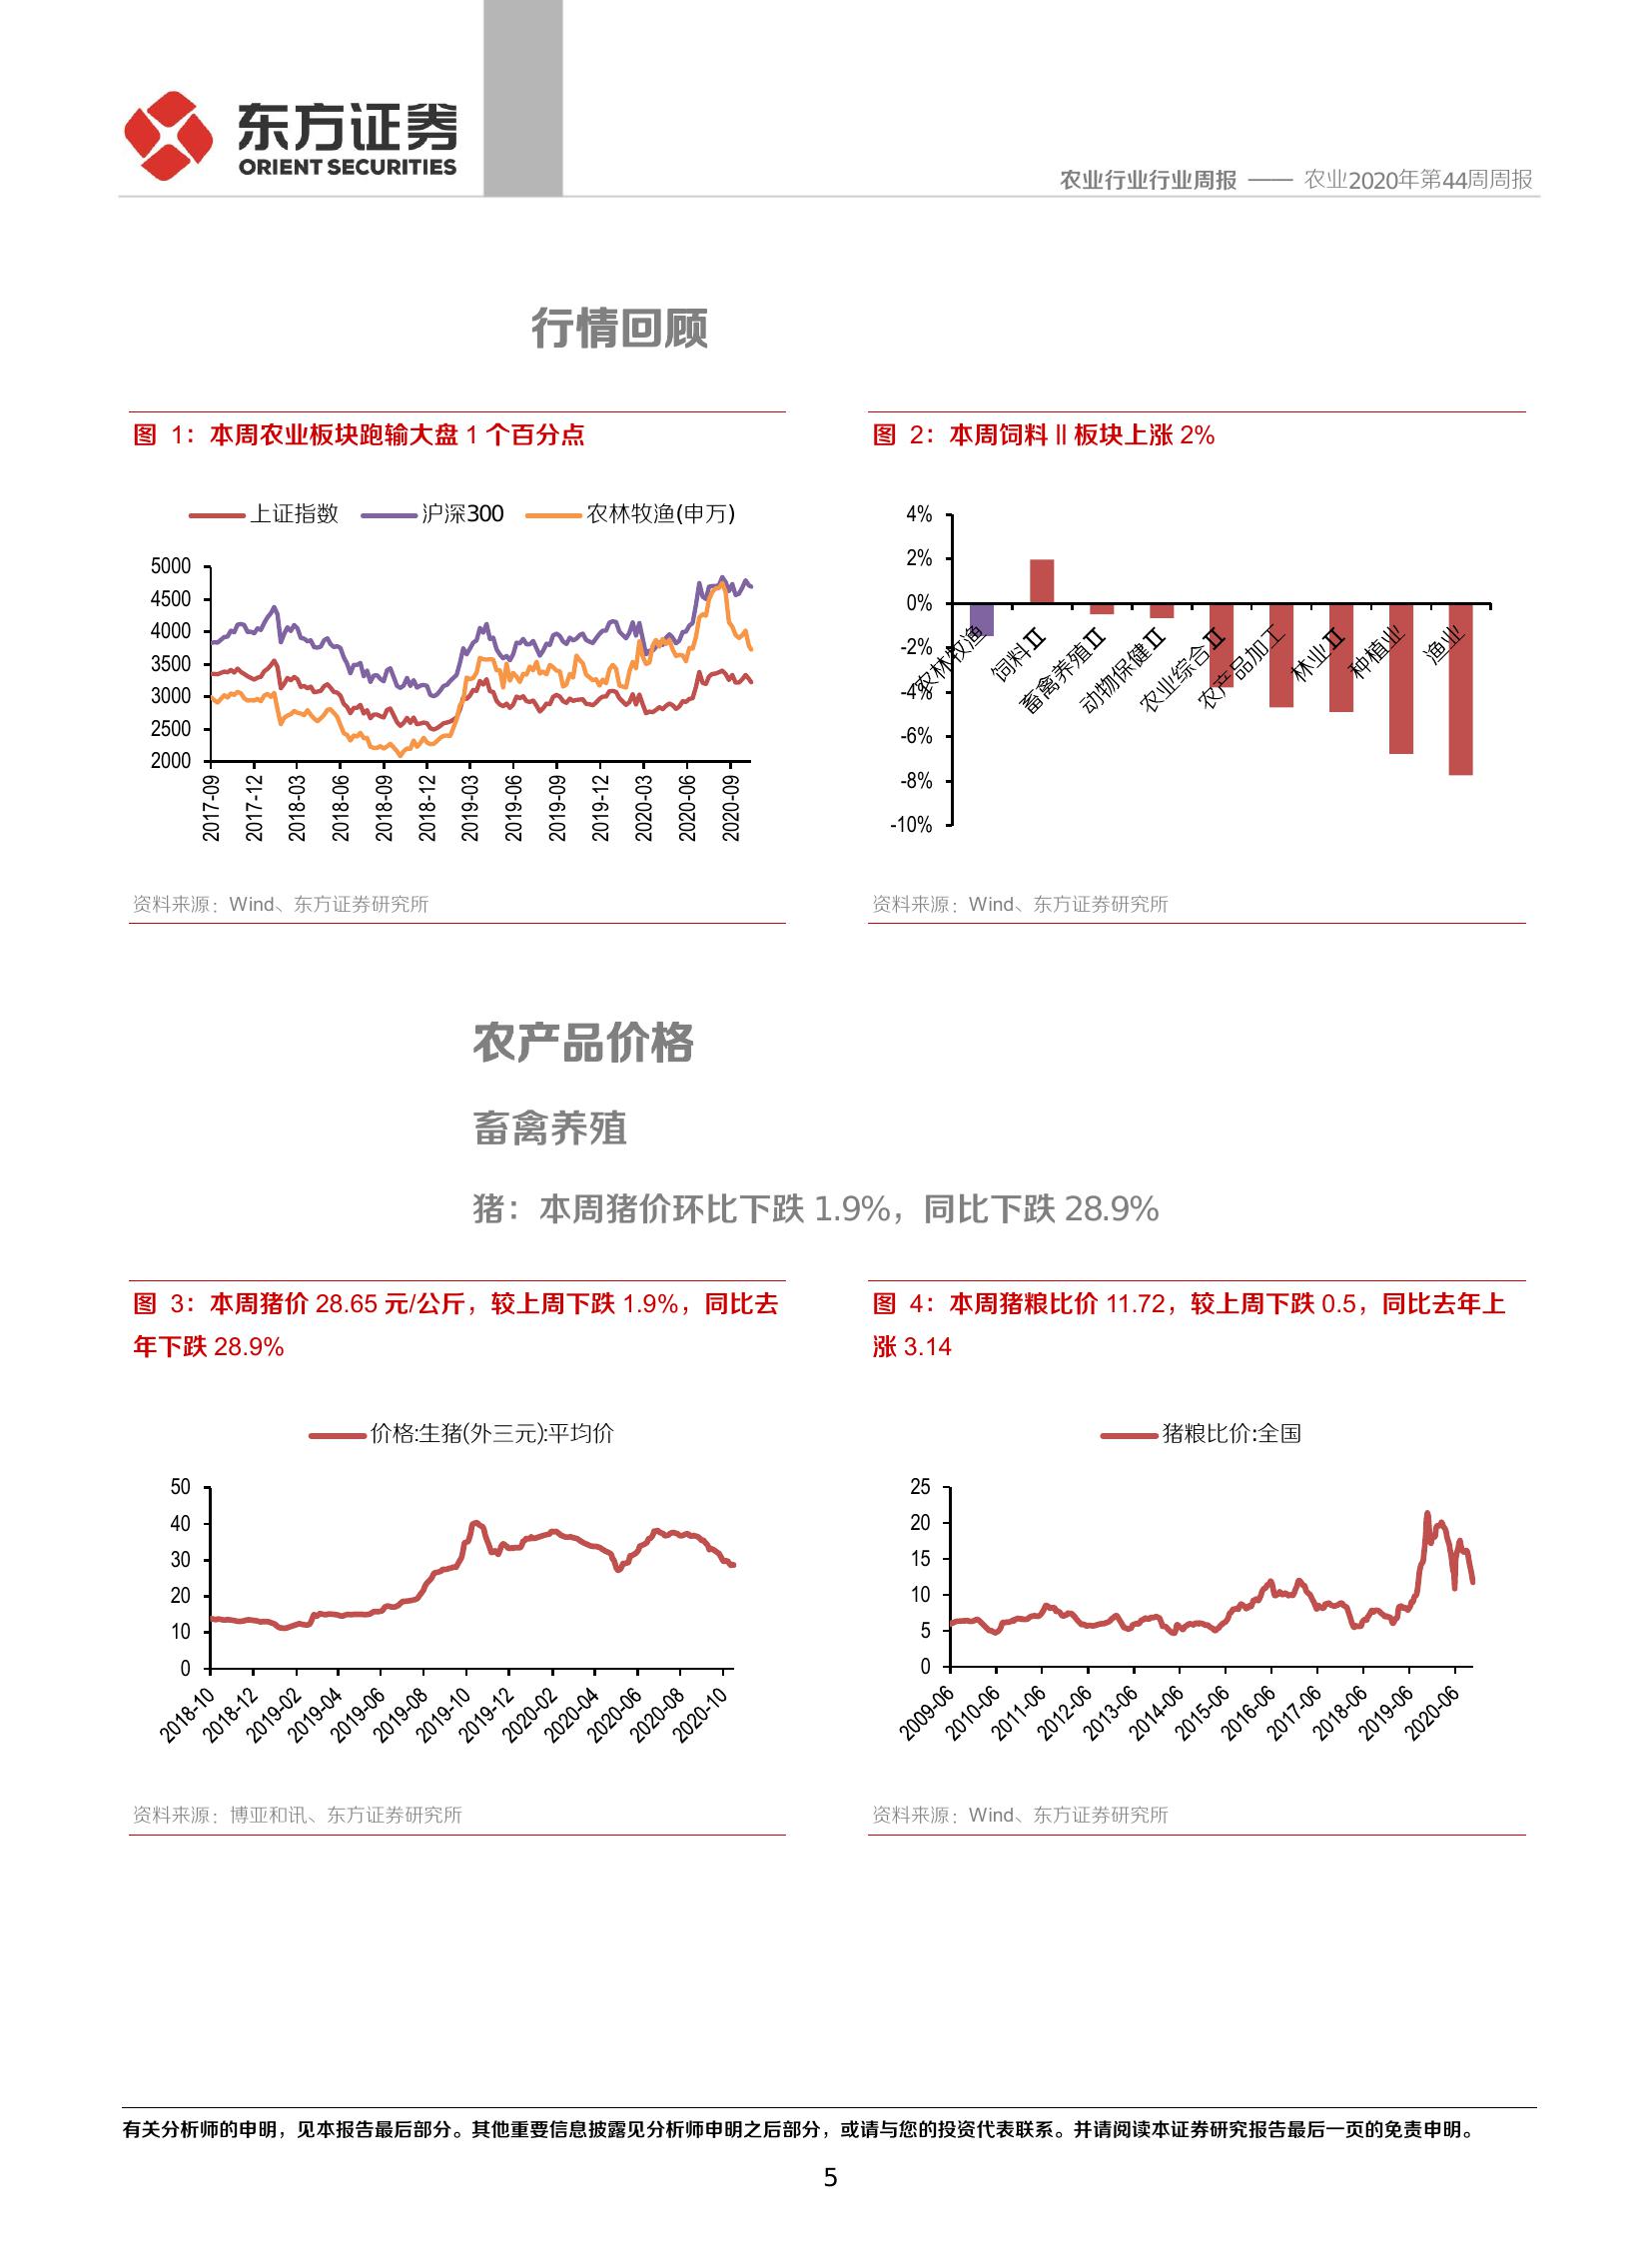 东方证券
ORIENT SECURITIES
农业行业行业周报 —— 农业2020年第44周周报
行情回顾
图 1：本周农业板块跑输大盘 1 个百分点
上证指数 沪深300 农林牧渔(申万)
5000
4500
4000
3500
3000
2500
2000
2017-09 2017-12 2018-03 2018-06 2018-09 2018-12 2019-03 2019-06 2019-09 2019-12 2020-03 2020-06 2020-09
资料来源：Wind、东方证券研究所
图 2：本周饲料 II 板块上涨 2%
4%
2%
0%
-2%
-4%
-6%
-8%
-10%
农林牧渔 饲料Ⅱ 畜禽养殖Ⅱ 动物保健Ⅱ 农业综合Ⅱ 农产品加工 林业Ⅱ 种植业 渔业
资料来源：Wind、东方证券研究所
农产品价格
畜禽养殖
猪：本周猪价环比下跌 1.9%，同比下跌 28.9%
图 3：本周猪价 28.65 元/公斤，较上周下跌 1.9%，同比去
年下跌 28.9%
价格:生猪(外三元):平均价
50
40
30
20
10
0
2018-10 2018-12 2019-02 2019-04 2019-06 2019-08 2019-10 2019-12 2020-02 2020-04 2020-06 2020-08 2020-10
资料来源：博亚和讯、东方证券研究所
图 4：本周猪粮比价 11.72，较上周下跌 0.5，同比去年上
涨 3.14
猪粮比价:全国
25
20
15
10
5
0
2009-06 2010-06 2011-06 2012-06 2013-06 2014-06 2015-06 2016-06 2017-06 2018-06 2019-06 2020-06
资料来源：Wind、东方证券研究所
有关分析师的申明，见本报告最后部分。其他重要信息披露见分析师申明之后部分，或请与您的投资代表联系。并请阅读本证券研究报告最后一页的免责申明。
5